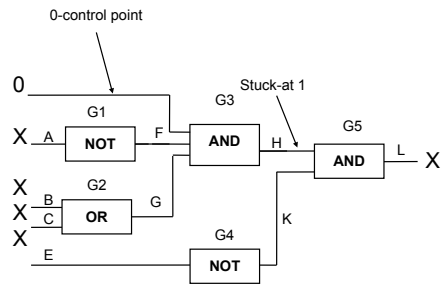 0-control point
0
Stuck-at 1
G1
G3
G5
X A NOT F AND H AND L X
G2
X
X B
X C OR G
G4
K
E NOT